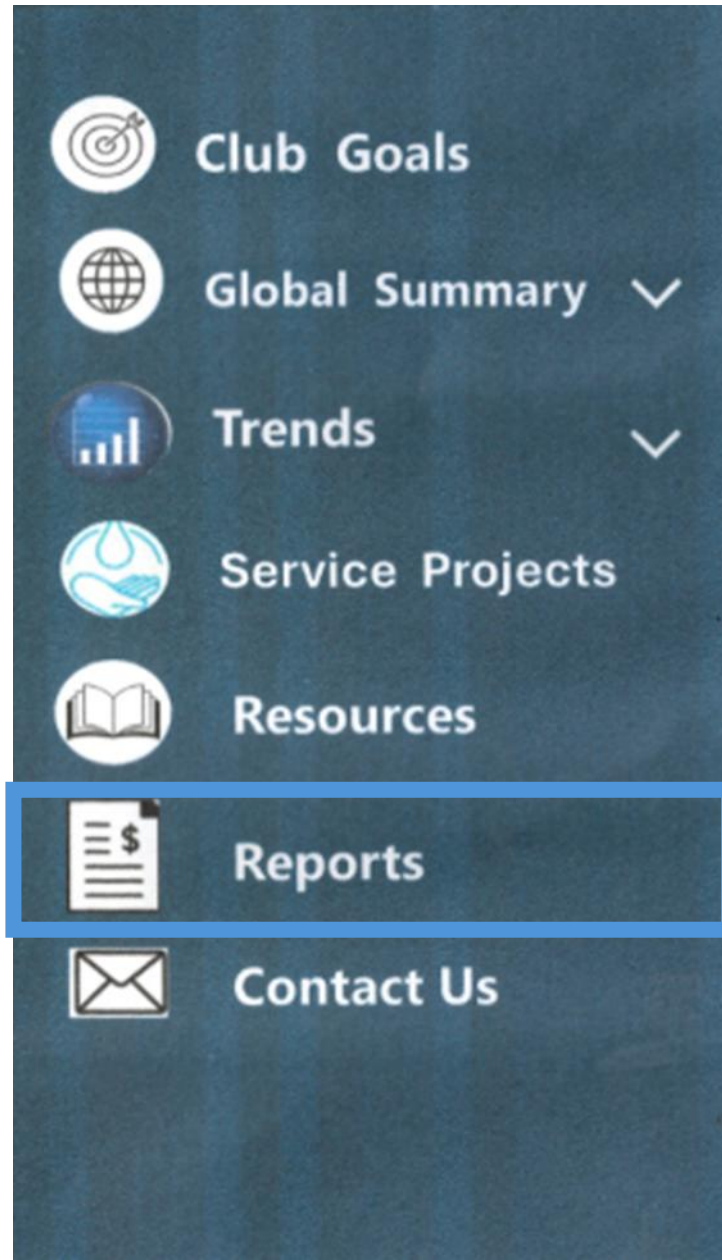 Club Goals
Global Summary
Trends
Service Projects
Resources
$
Reports
Contact Us